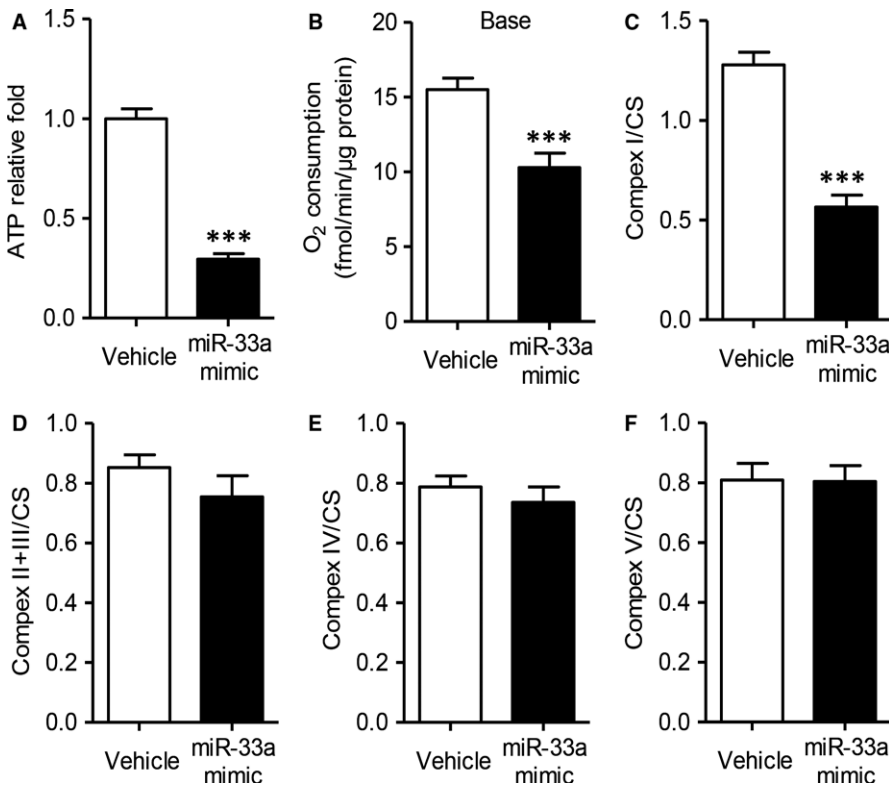 A
ATP relative fold
1.5
1.0
0.5
0.0
***
Vehicle
miR-33a
mimic
B
Base
O2 consumption
(fmol/min/µg protein)
20
15
10
5
0
***
Vehicle
miR-33a
mimic
C
Compex I/CS
1.5
1.0
0.5
0.0
***
Vehicle
miR-33a
mimic
D
Compex II+III/CS
1.0
0.8
0.6
0.4
0.2
0.0
Vehicle
miR-33a
mimic
E
Compex IV/CS
1.0
0.8
0.6
0.4
0.2
0.0
Vehicle
miR-33a
mimic
F
Compex V/CS
1.0
0.8
0.6
0.4
0.2
0.0
Vehicle
miR-33a
mimic